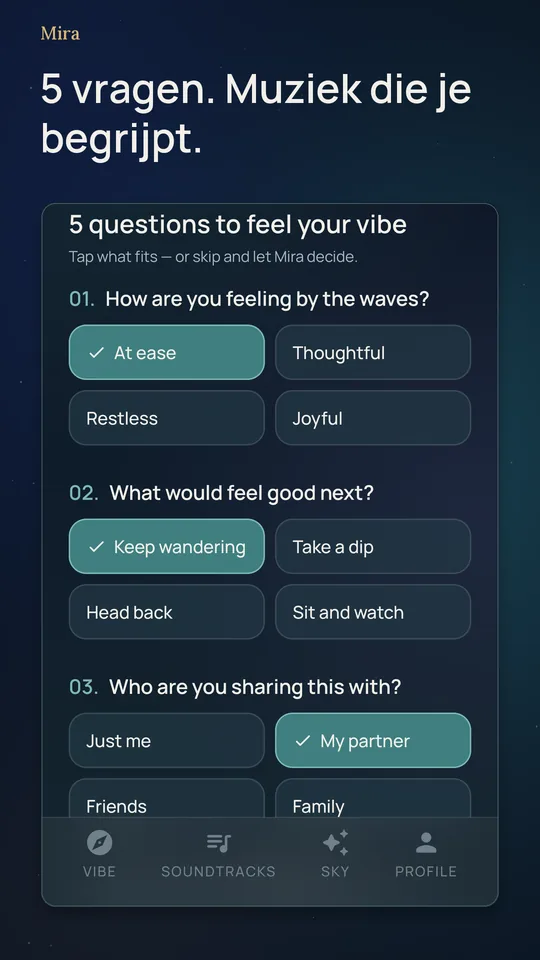 Mira
5 vragen. Muziek die je
begrijpt.
5 questions to feel your vibe
Tap what fits — or skip and let Mira decide.
01. How are you feeling by the waves?
At ease
Thoughtful
Restless
Joyful
02. What would feel good next?
Keep wandering
Take a dip
Head back
Sit and watch
03. Who are you sharing this with?
Just me
My partner
Friends
Family
VIBE
SOUNDTRACKS
SKY
PROFILE